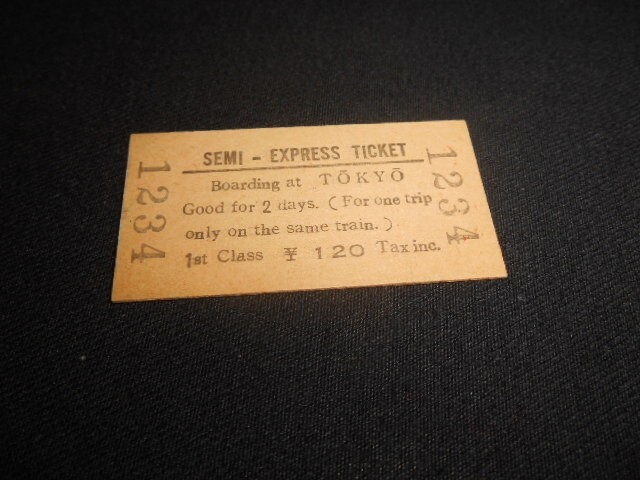 SEMI - EXPRESS TICKET
Boarding at TŌKYŌ
Good for 2 days. (For one trip
only on the same train.)
1st Class ¥ 120 Tax inc.
1234
1234